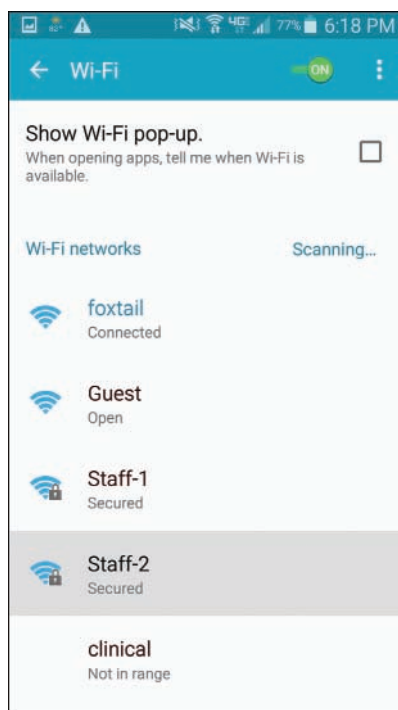 4G 77% 6:18 PM
Wi-Fi ON
Show Wi-Fi pop-up.
When opening apps, tell me when Wi-Fi is
available.
Wi-Fi networks Scanning...
foxtail
Connected
Guest
Open
Staff-1
Secured
Staff-2
Secured
clinical
Not in range